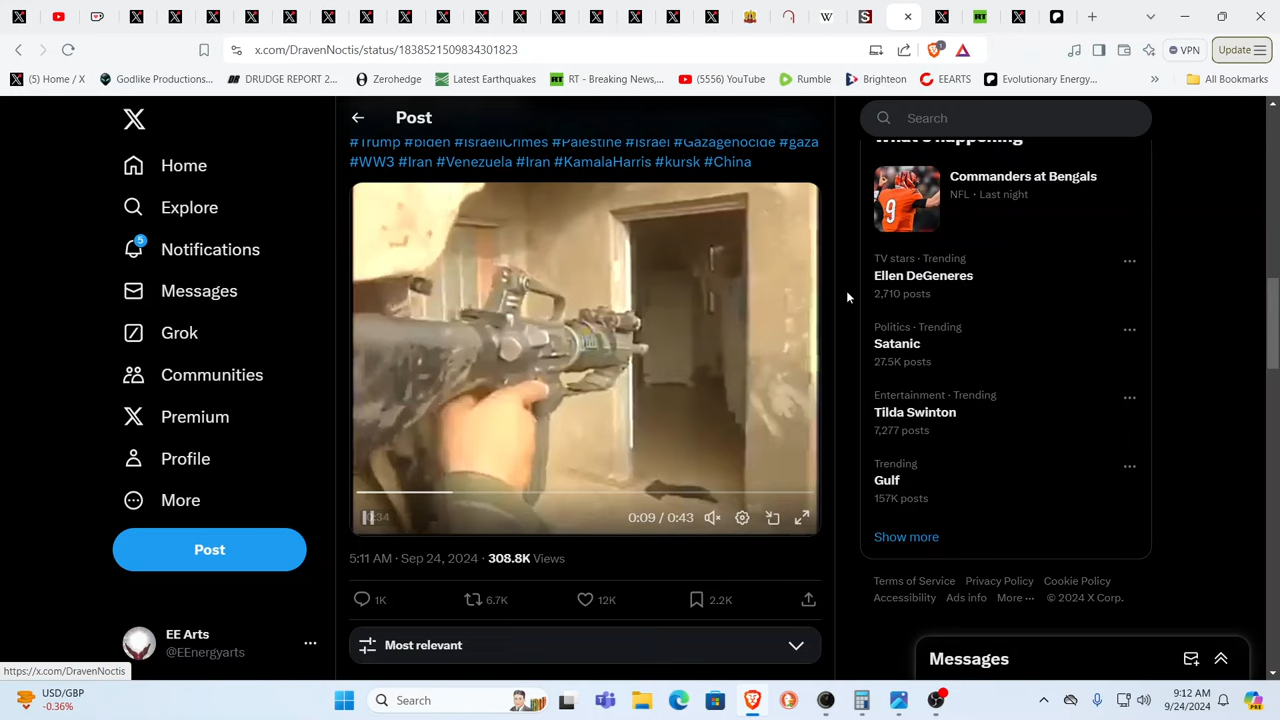 x.com/DravenNoctis/status/1838521509834301823
1
VPN
Update
(5) Home / X
Godlike Productions...
DRUDGE REPORT 2...
Zerohedge
Latest Earthquakes
RT - Breaking News,...
(5556) YouTube
Rumble
Brighteon
EEARTS
Evolutionary Energy...
All Bookmarks
Home
Explore
5
Notifications
Messages
Grok
Communities
Premium
Profile
More
Post
EE Arts
@EEnergyarts
https://x.com/DravenNoctis
Post
#Trump #biden #IsraeliCrimes #Palestine #Israel #Gazagenocide #gaza
#WW3 #Iran #Venezuela #Iran #KamalaHarris #kursk #China
0:34
0:09 / 0:43
5:11 AM · Sep 24, 2024 · 308.8K Views
1K
6.7K
12K
2.2K
Most relevant
Search
What's happening
Commanders at Bengals
NFL · Last night
TV stars · Trending
Ellen DeGeneres
2,710 posts
Politics · Trending
Satanic
27.5K posts
Entertainment · Trending
Tilda Swinton
7,277 posts
Trending
Gulf
157K posts
Show more
Terms of Service Privacy Policy Cookie Policy
Accessibility Ads info More ··· © 2024 X Corp.
Messages
USD/GBP
-0.36%
Search
9:12 AM
9/24/2024